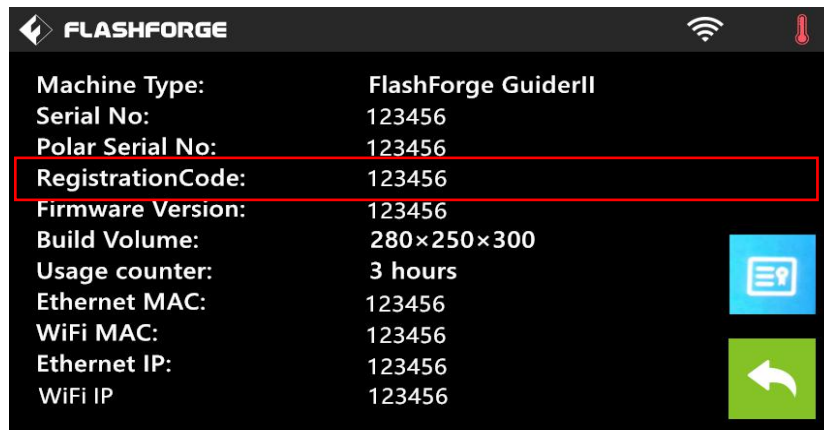 FLASHFORGE
Machine Type: FlashForge GuiderII
Serial No: 123456
Polar Serial No: 123456
RegistrationCode: 123456
Firmware Version: 123456
Build Volume: 280×250×300
Usage counter: 3 hours
Ethernet MAC: 123456
WiFi MAC: 123456
Ethernet IP: 123456
WiFi IP 123456